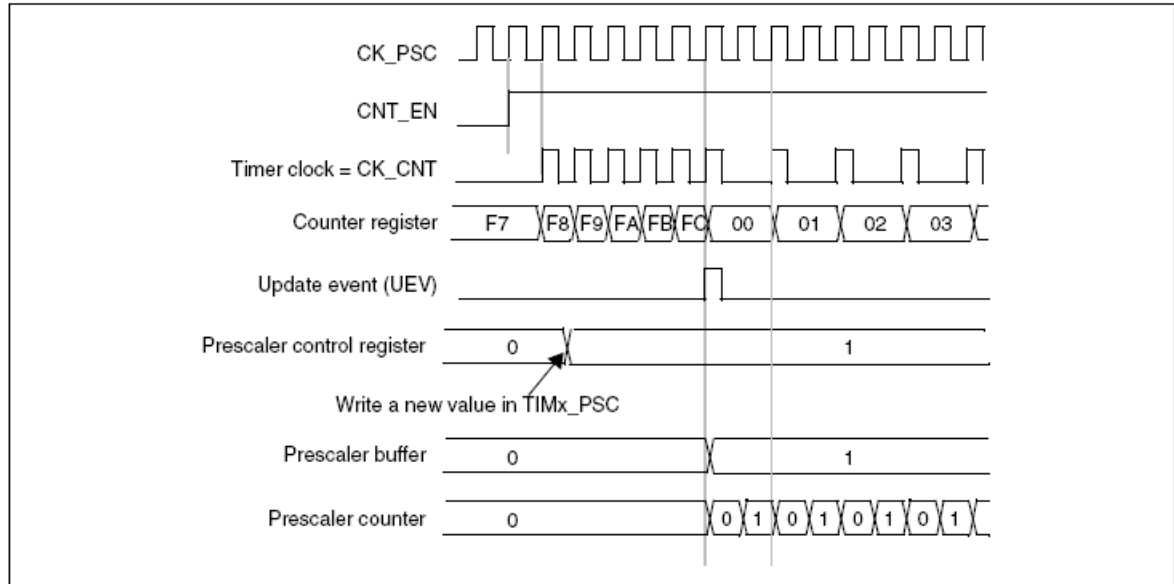 CK_PSC
CNT_EN
Timer clock = CK_CNT
Counter register F7 F8 F9 FA FB FC 00 01 02 03
Update event (UEV)
Prescaler control register 0 1
Write a new value in TIMx_PSC
Prescaler buffer 0 1
Prescaler counter 0 0 1 0 1 0 1 0 1